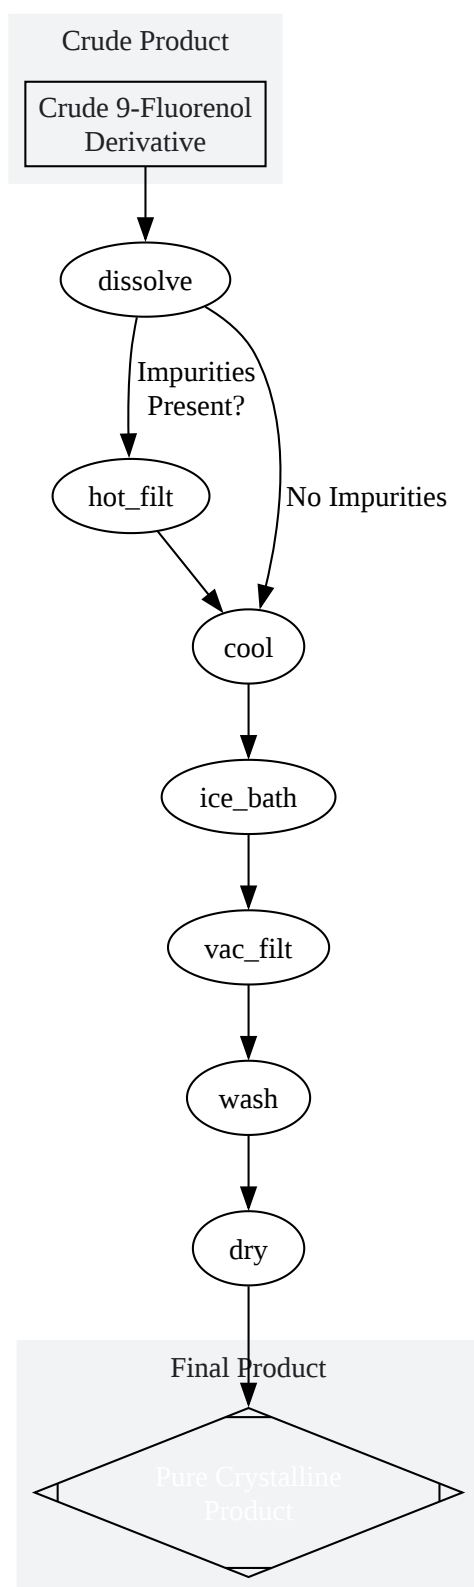 Crude Product
Crude 9-Fluorenol
Derivative
dissolve
Impurities
Present?
hot_filt
No Impurities
cool
ice_bath
vac_filt
wash
dry
Final Product
Pure Crystalline
Product